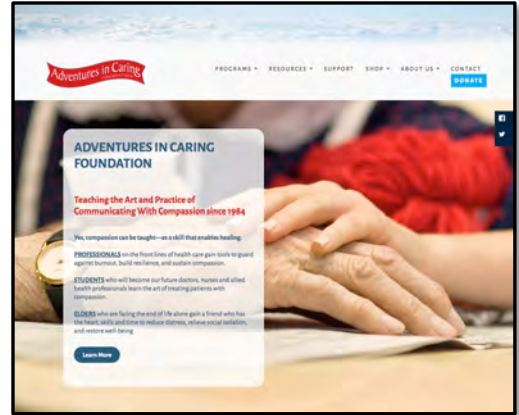 Adventures in Caring
PROGRAMS RESOURCES SUPPORT SHOP ABOUT US CONTACT
DONATE
ADVENTURES IN CARING
FOUNDATION
Teaching the Art and Practice of
Communicating With Compassion since 1984
Yes, compassion can be taught—as a skill that enables healing.
PROFESSIONALS on the front lines of health care gain tools to guard
against burnout, build resilience, and sustain compassion.
STUDENTS who will become our future doctors, nurses and allied
health professionals learn the art of treating patients with
compassion.
ELDERS who are facing the end of life alone gain a friend who has
the heart, skills and time to reduce distress, relieve social isolation,
and restore well-being
Learn More